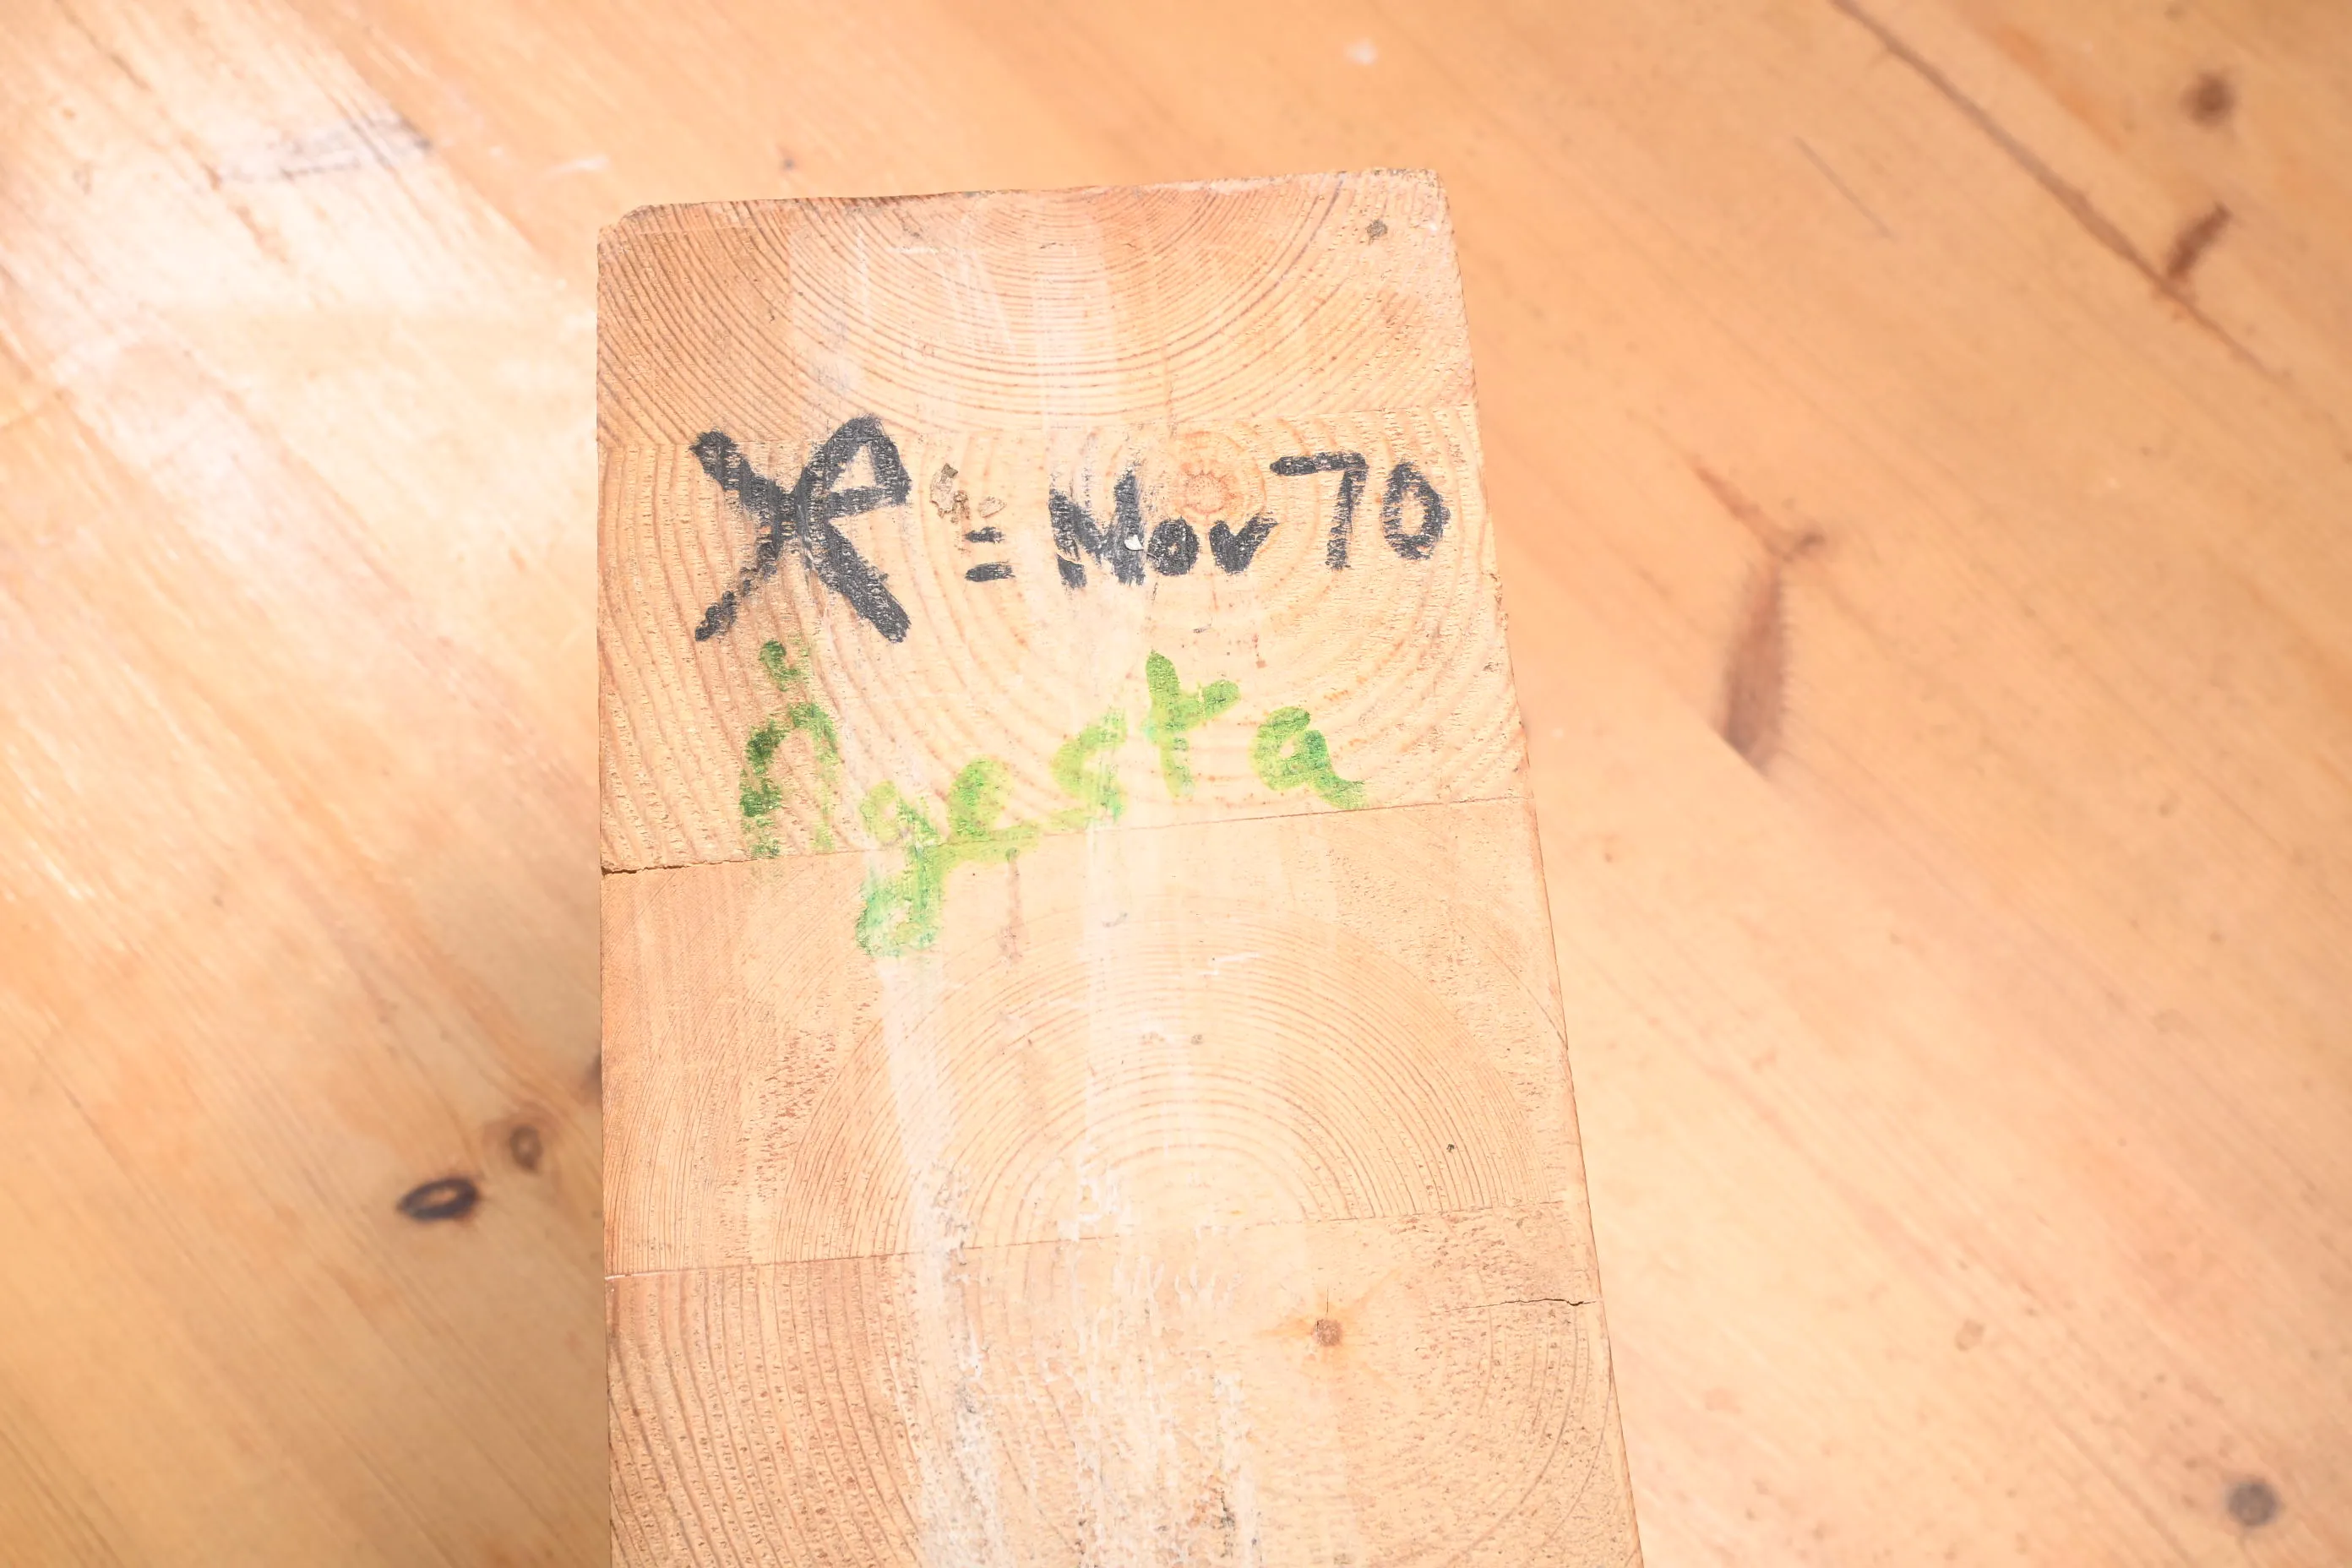 = Nov 70
Ågesta